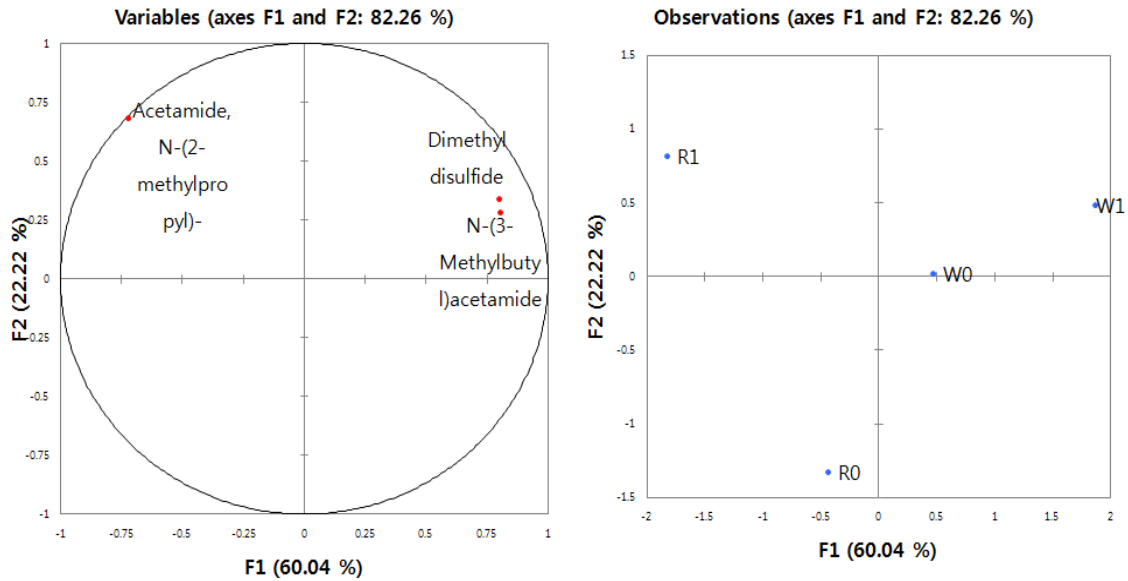 Variables (axes F1 and F2: 82.26 %)
1
0.75
0.5
0.25
0
-0.25
-0.5
-0.75
-1
-1
-0.75
-0.5
-0.25
0
0.25
0.5
0.75
1
F2 (22.22 %)
F1 (60.04 %)
Acetamide,
N-(2-
methylpro
pyl)-
Dimethyl
disulfide
N-(3-
Methylbuty
l)acetamide
Observations (axes F1 and F2: 82.26 %)
1.5
1
0.5
0
-0.5
-1
-1.5
-2
-1.5
-1
-0.5
0
0.5
1
1.5
2
F2 (22.22 %)
F1 (60.04 %)
R1
W1
W0
R0